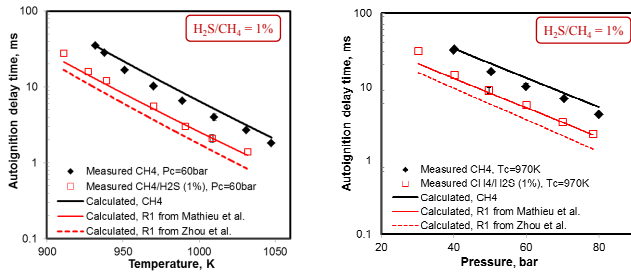 H₂S/CH₄ = 1%
Autoignition delay time, ms
100
10
1
0.1
900
950
1000
1050
Temperature, K
Measured CH4, Pc=60bar
Measured CH4/H2S (1%), Pc=60bar
Calculated, CH4
Calculated, R1 from Mathieu et al.
Calculated, R1 from Zhou et al.
H₂S/CH₄ = 1%
Autoignition delay time, ms
100
10
1
0.1
20
40
60
80
100
Pressure, bar
Measured CH4, Tc=970K
Measured CH4/H2S (1%), Tc=970K
Calculated, CH4
Calculated, R1 from Mathieu et al.
Calculated, R1 from Zhou et al.